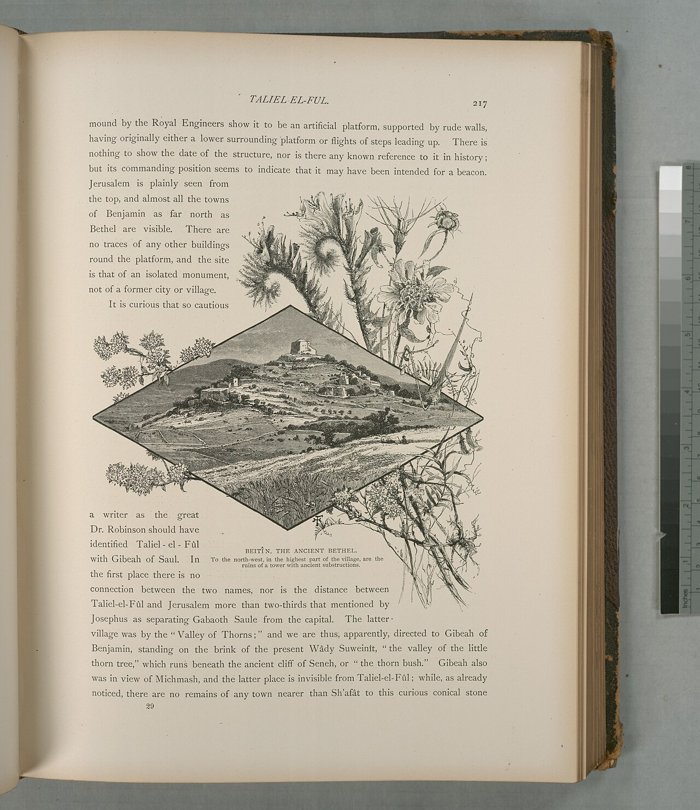 TALIEL EL-FUL.
217
mound by the Royal Engineers show it to be an artificial platform, supported by rude walls,
having originally either a lower surrounding platform or flights of steps leading up. There is
nothing to show the date of the structure, nor is there any known reference to it in history;
but its commanding position seems to indicate that it may have been intended for a beacon.
Jerusalem is plainly seen from
the top, and almost all the towns
of Benjamin as far north as
Bethel are visible. There are
no traces of any other buildings
round the platform, and the site
is that of an isolated monument,
not of a former city or village.
It is curious that so cautious
a writer as the great
Dr. Robinson should have
identified Taliel-el-Fûl
with Gibeah of Saul. In
the first place there is no
connection between the two names, nor is the distance between
Taliel-el-Fûl and Jerusalem more than two-thirds that mentioned by
Josephus as separating Gabaoth Saule from the capital. The latter
village was by the "Valley of Thorns;" and we are thus, apparently, directed to Gibeah of
Benjamin, standing on the brink of the present Wâdy Suweinît, "the valley of the little
thorn tree," which runs beneath the ancient cliff of Seneh, or "the thorn bush." Gibeah also
was in view of Michmash, and the latter place is invisible from Taliel-el-Fûl; while, as already
noticed, there are no remains of any town nearer than Sh'afât to this curious conical stone
29
BEITÎN, THE ANCIENT BETHEL.
To the north-west, in the highest part of the village, are the
ruins of a tower with ancient substructions.